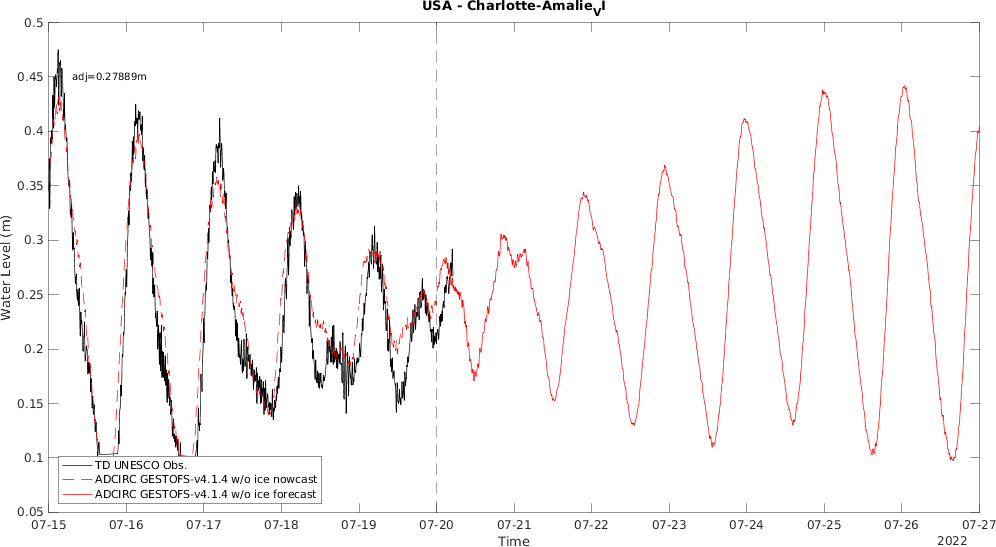 USA - Charlotte-AmalieVI
adj=0.27889m
0.5
0.45
0.4
0.35
0.3
0.25
0.2
0.15
0.1
0.05
Water Level (m)
TD UNESCO Obs.
ADCIRC GESTOFS-v4.1.4 w/o ice nowcast
ADCIRC GESTOFS-v4.1.4 w/o ice forecast
07-15 07-16 07-17 07-18 07-19 07-20 07-21 07-22 07-23 07-24 07-25 07-26 07-27
Time
2022